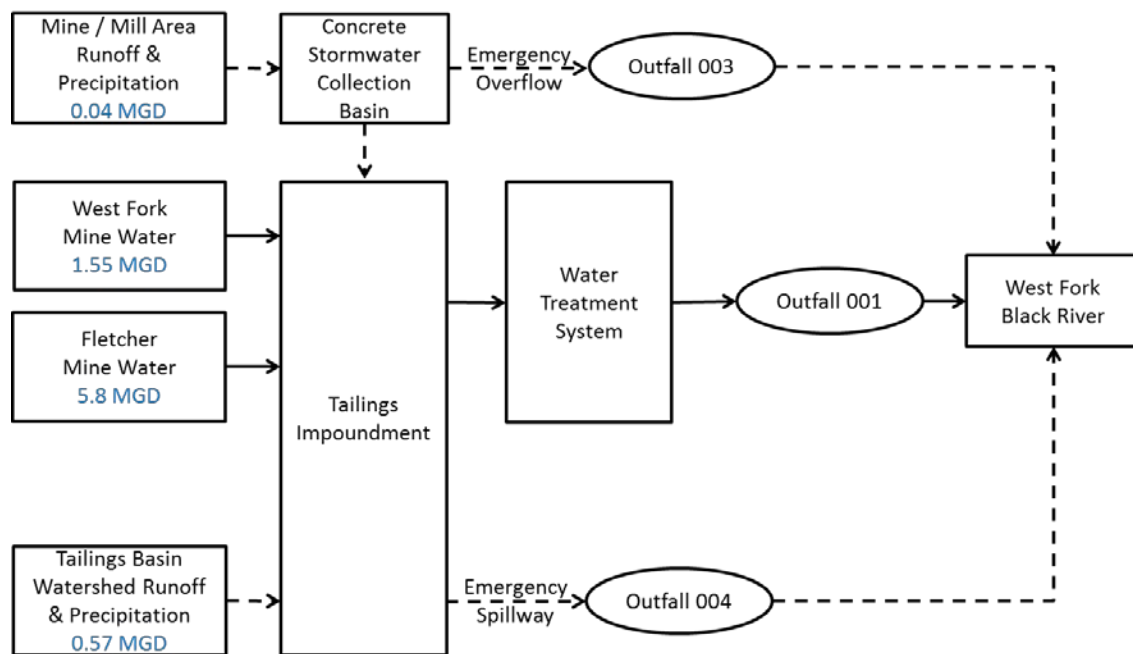 Mine / Mill Area
Runoff &
Precipitation
0.04 MGD
Concrete
Stormwater
Collection
Basin
Emergency
Overflow
Outfall 003
West Fork
Mine Water
1.55 MGD
Fletcher
Mine Water
5.8 MGD
Tailings
Impoundment
Water
Treatment
System
Outfall 001
West Fork
Black River
Tailings Basin
Watershed Runoff
& Precipitation
0.57 MGD
Emergency
Spillway
Outfall 004